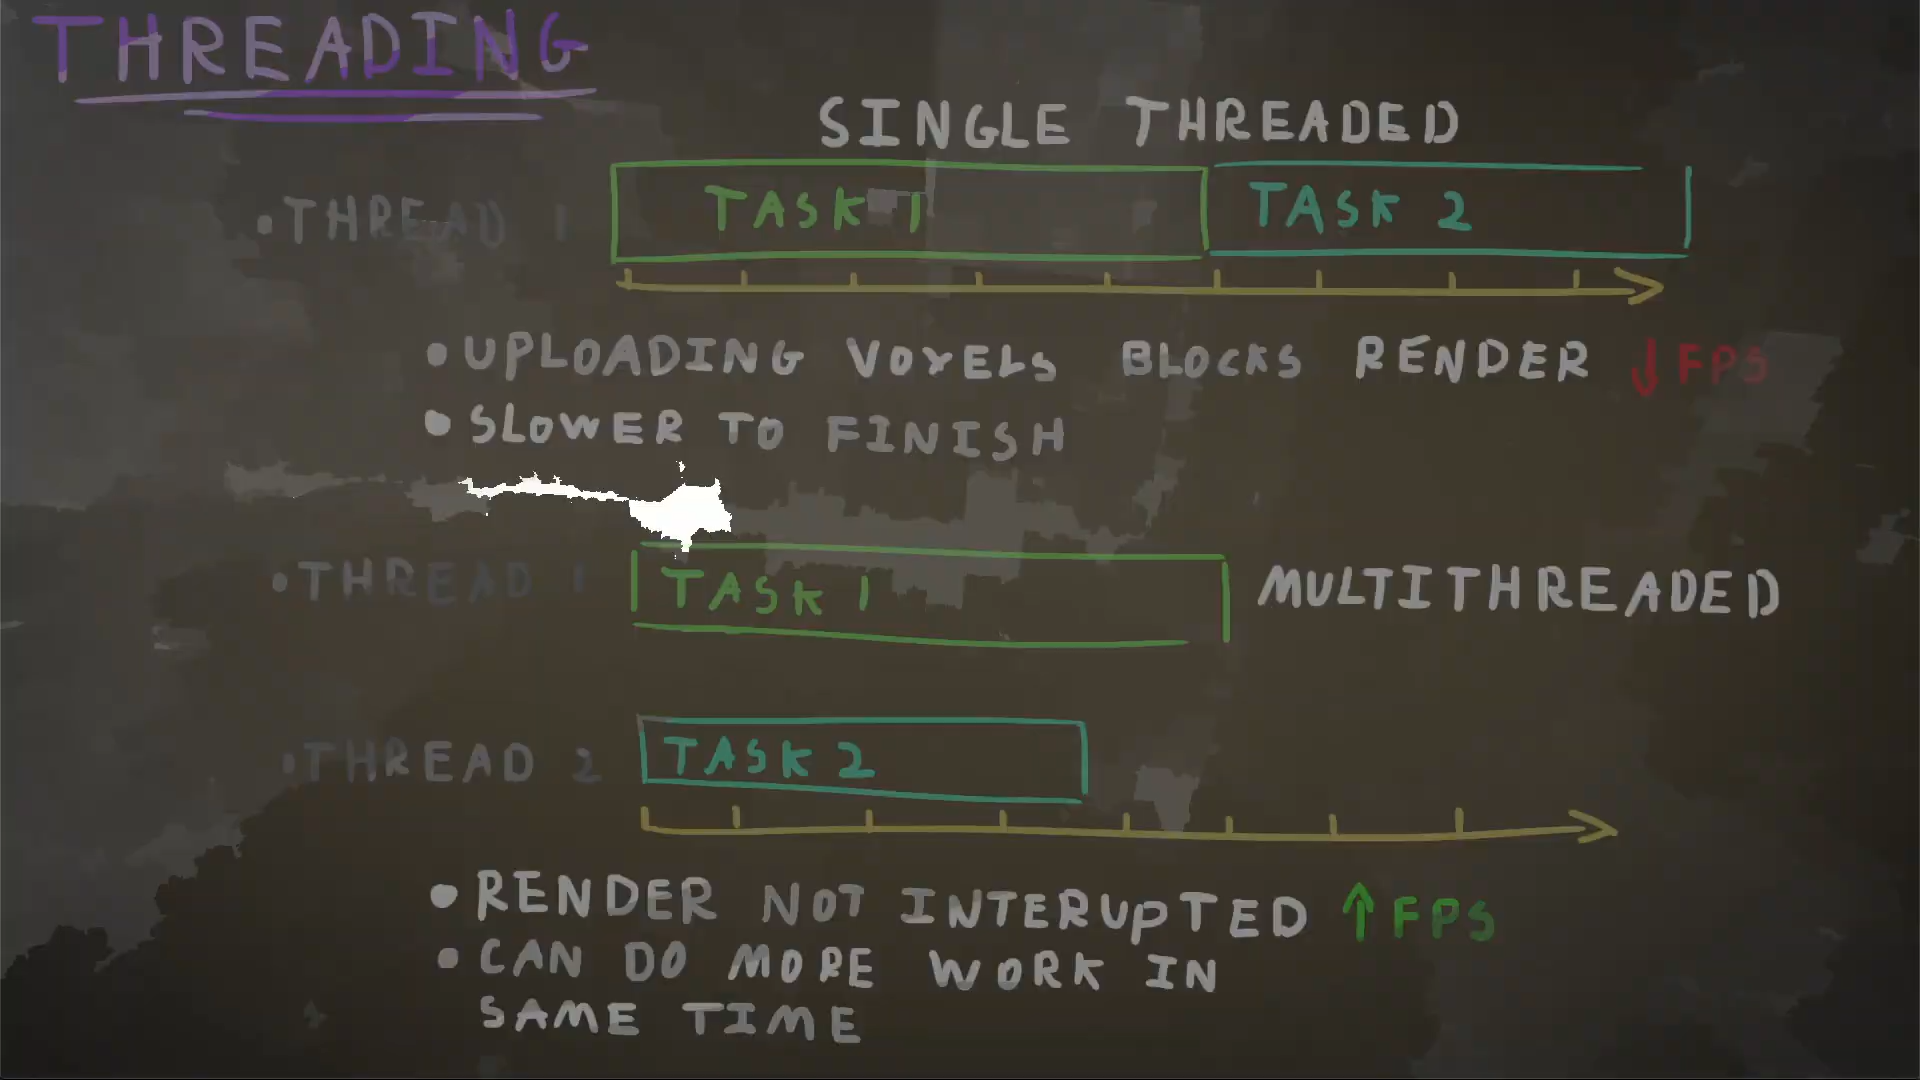 THREADING
SINGLE THREADED
•THREAD 1
TASK 1
TASK 2
•UPLOADING VOXELS BLOCKS RENDER ↓FPS
•SLOWER TO FINISH
•THREAD 1
TASK 1
MULTITHREADED
•THREAD 2
TASK 2
•RENDER NOT INTERUPTED ↑FPS
•CAN DO MORE WORK IN
SAME TIME